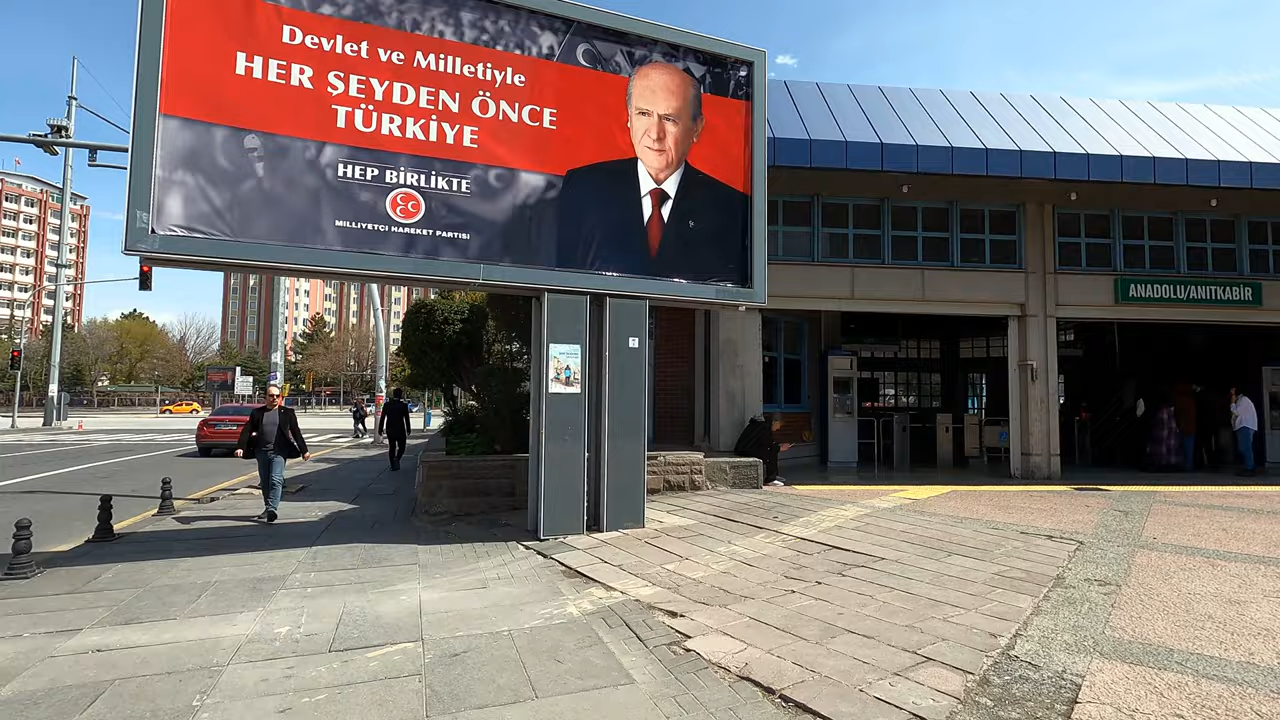 Devlet ve Milletiyle
HER ŞEYDEN ÖNCE
TÜRKİYE
HEP BİRLİKTE
MİLLİYETÇİ HAREKET PARTİSİ
ANADOLU/ANITKABİR